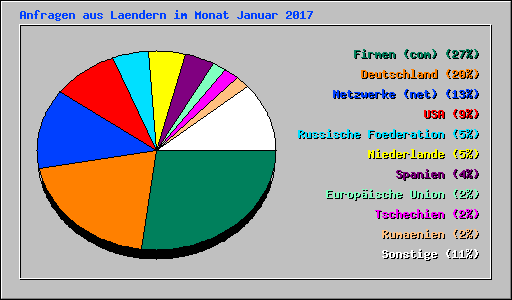 Anfragen aus Laendern im Monat Januar 2017
Firmen (com) (27%)
Deutschland (20%)
Netzwerke (net) (13%)
USA (9%)
Russische Foederation (5%)
Niederlande (5%)
Spanien (4%)
Europäische Union (2%)
Tschechien (2%)
Rumaenien (2%)
Sonstige (11%)